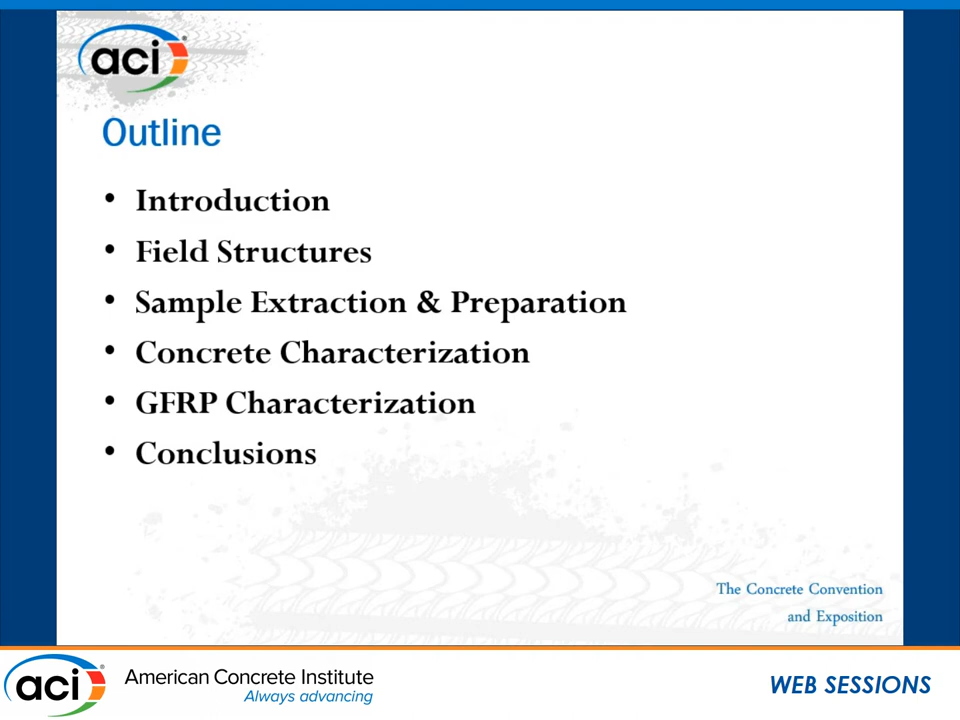 aci
Outline
• Introduction
• Field Structures
• Sample Extraction & Preparation
• Concrete Characterization
• GFRP Characterization
• Conclusions
The Concrete Convention
and Exposition
aci®
American Concrete Institute
Always advancing
WEB SESSIONS